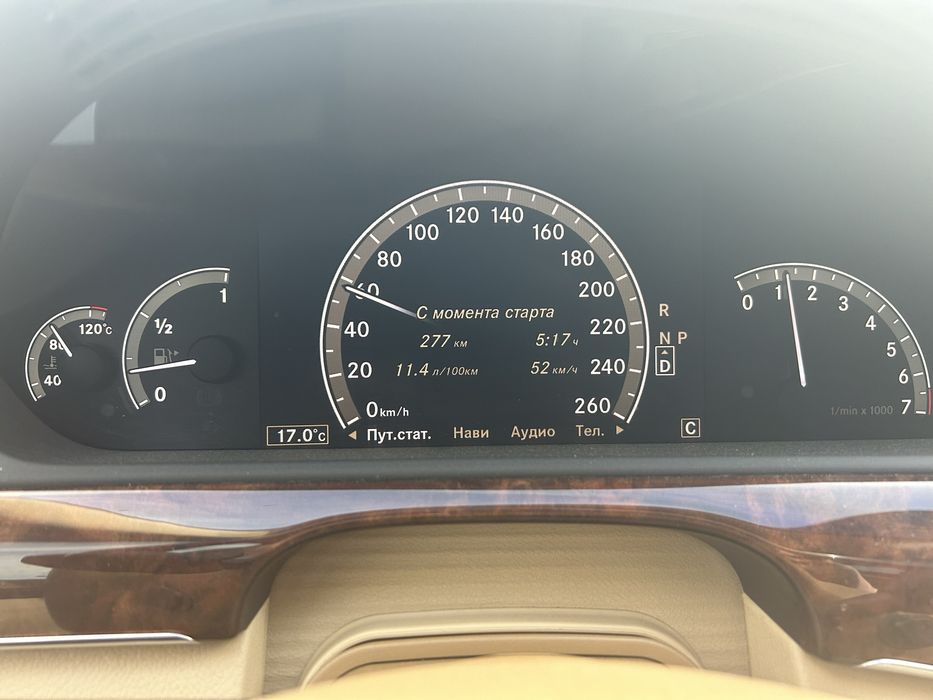 120°C
80
40
1
½
0
17.0°C
0 km/h
20
40
60
80
100
120
140
160
180
200
220
240
260
С момента старта
277 км 5:17 ч
11.4 л/100км 52 км/ч
Пут.стат. Нави Аудио Тел.
R
N P
D
C
0
1
2
3
4
5
6
7
1/min x 1000